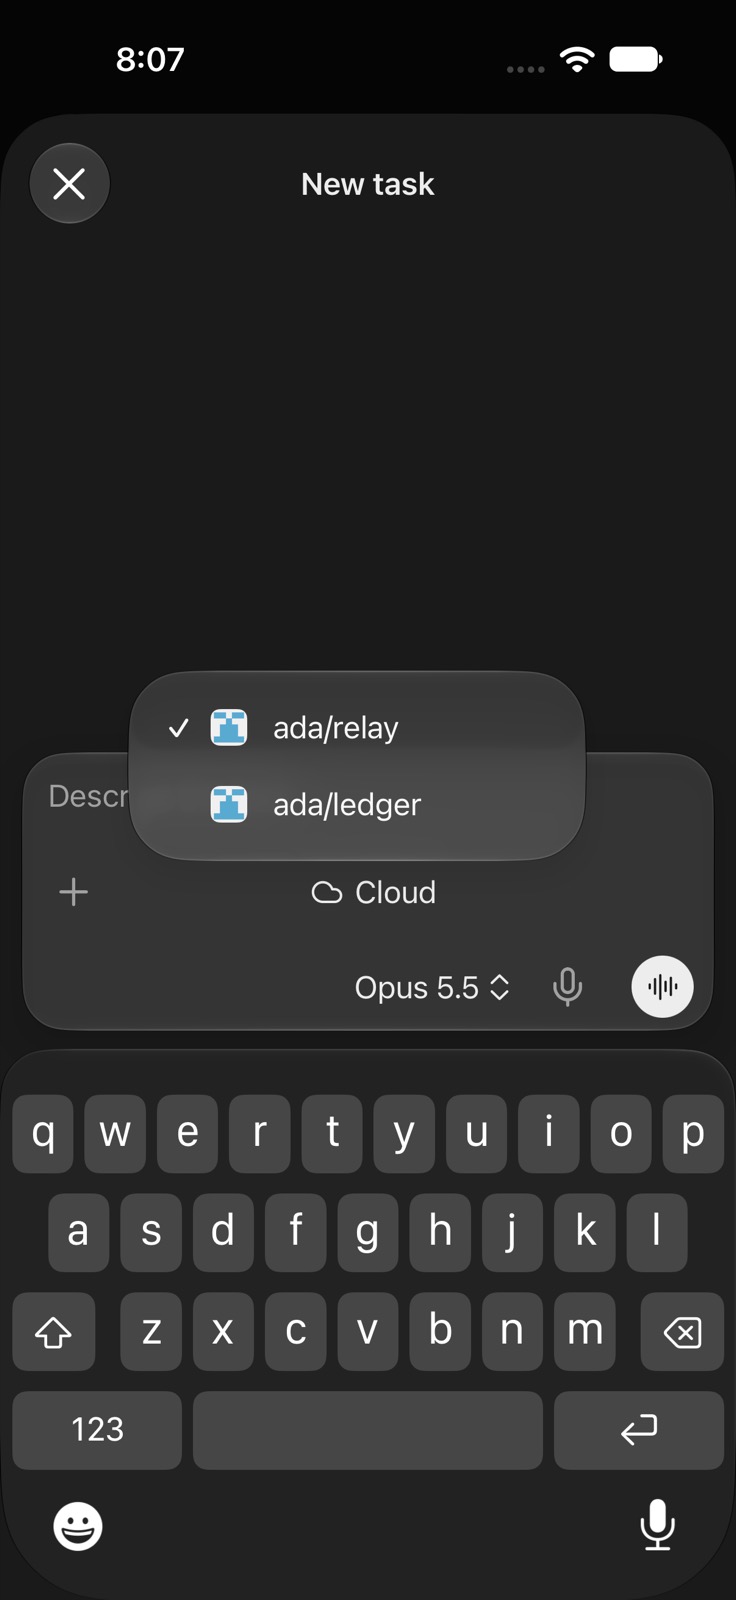 8:07
New task
ada/relay
ada/ledger
Descr
Cloud
Opus 5.5
q w e r t y u i o p
a s d f g h j k l
z x c v b n m
123